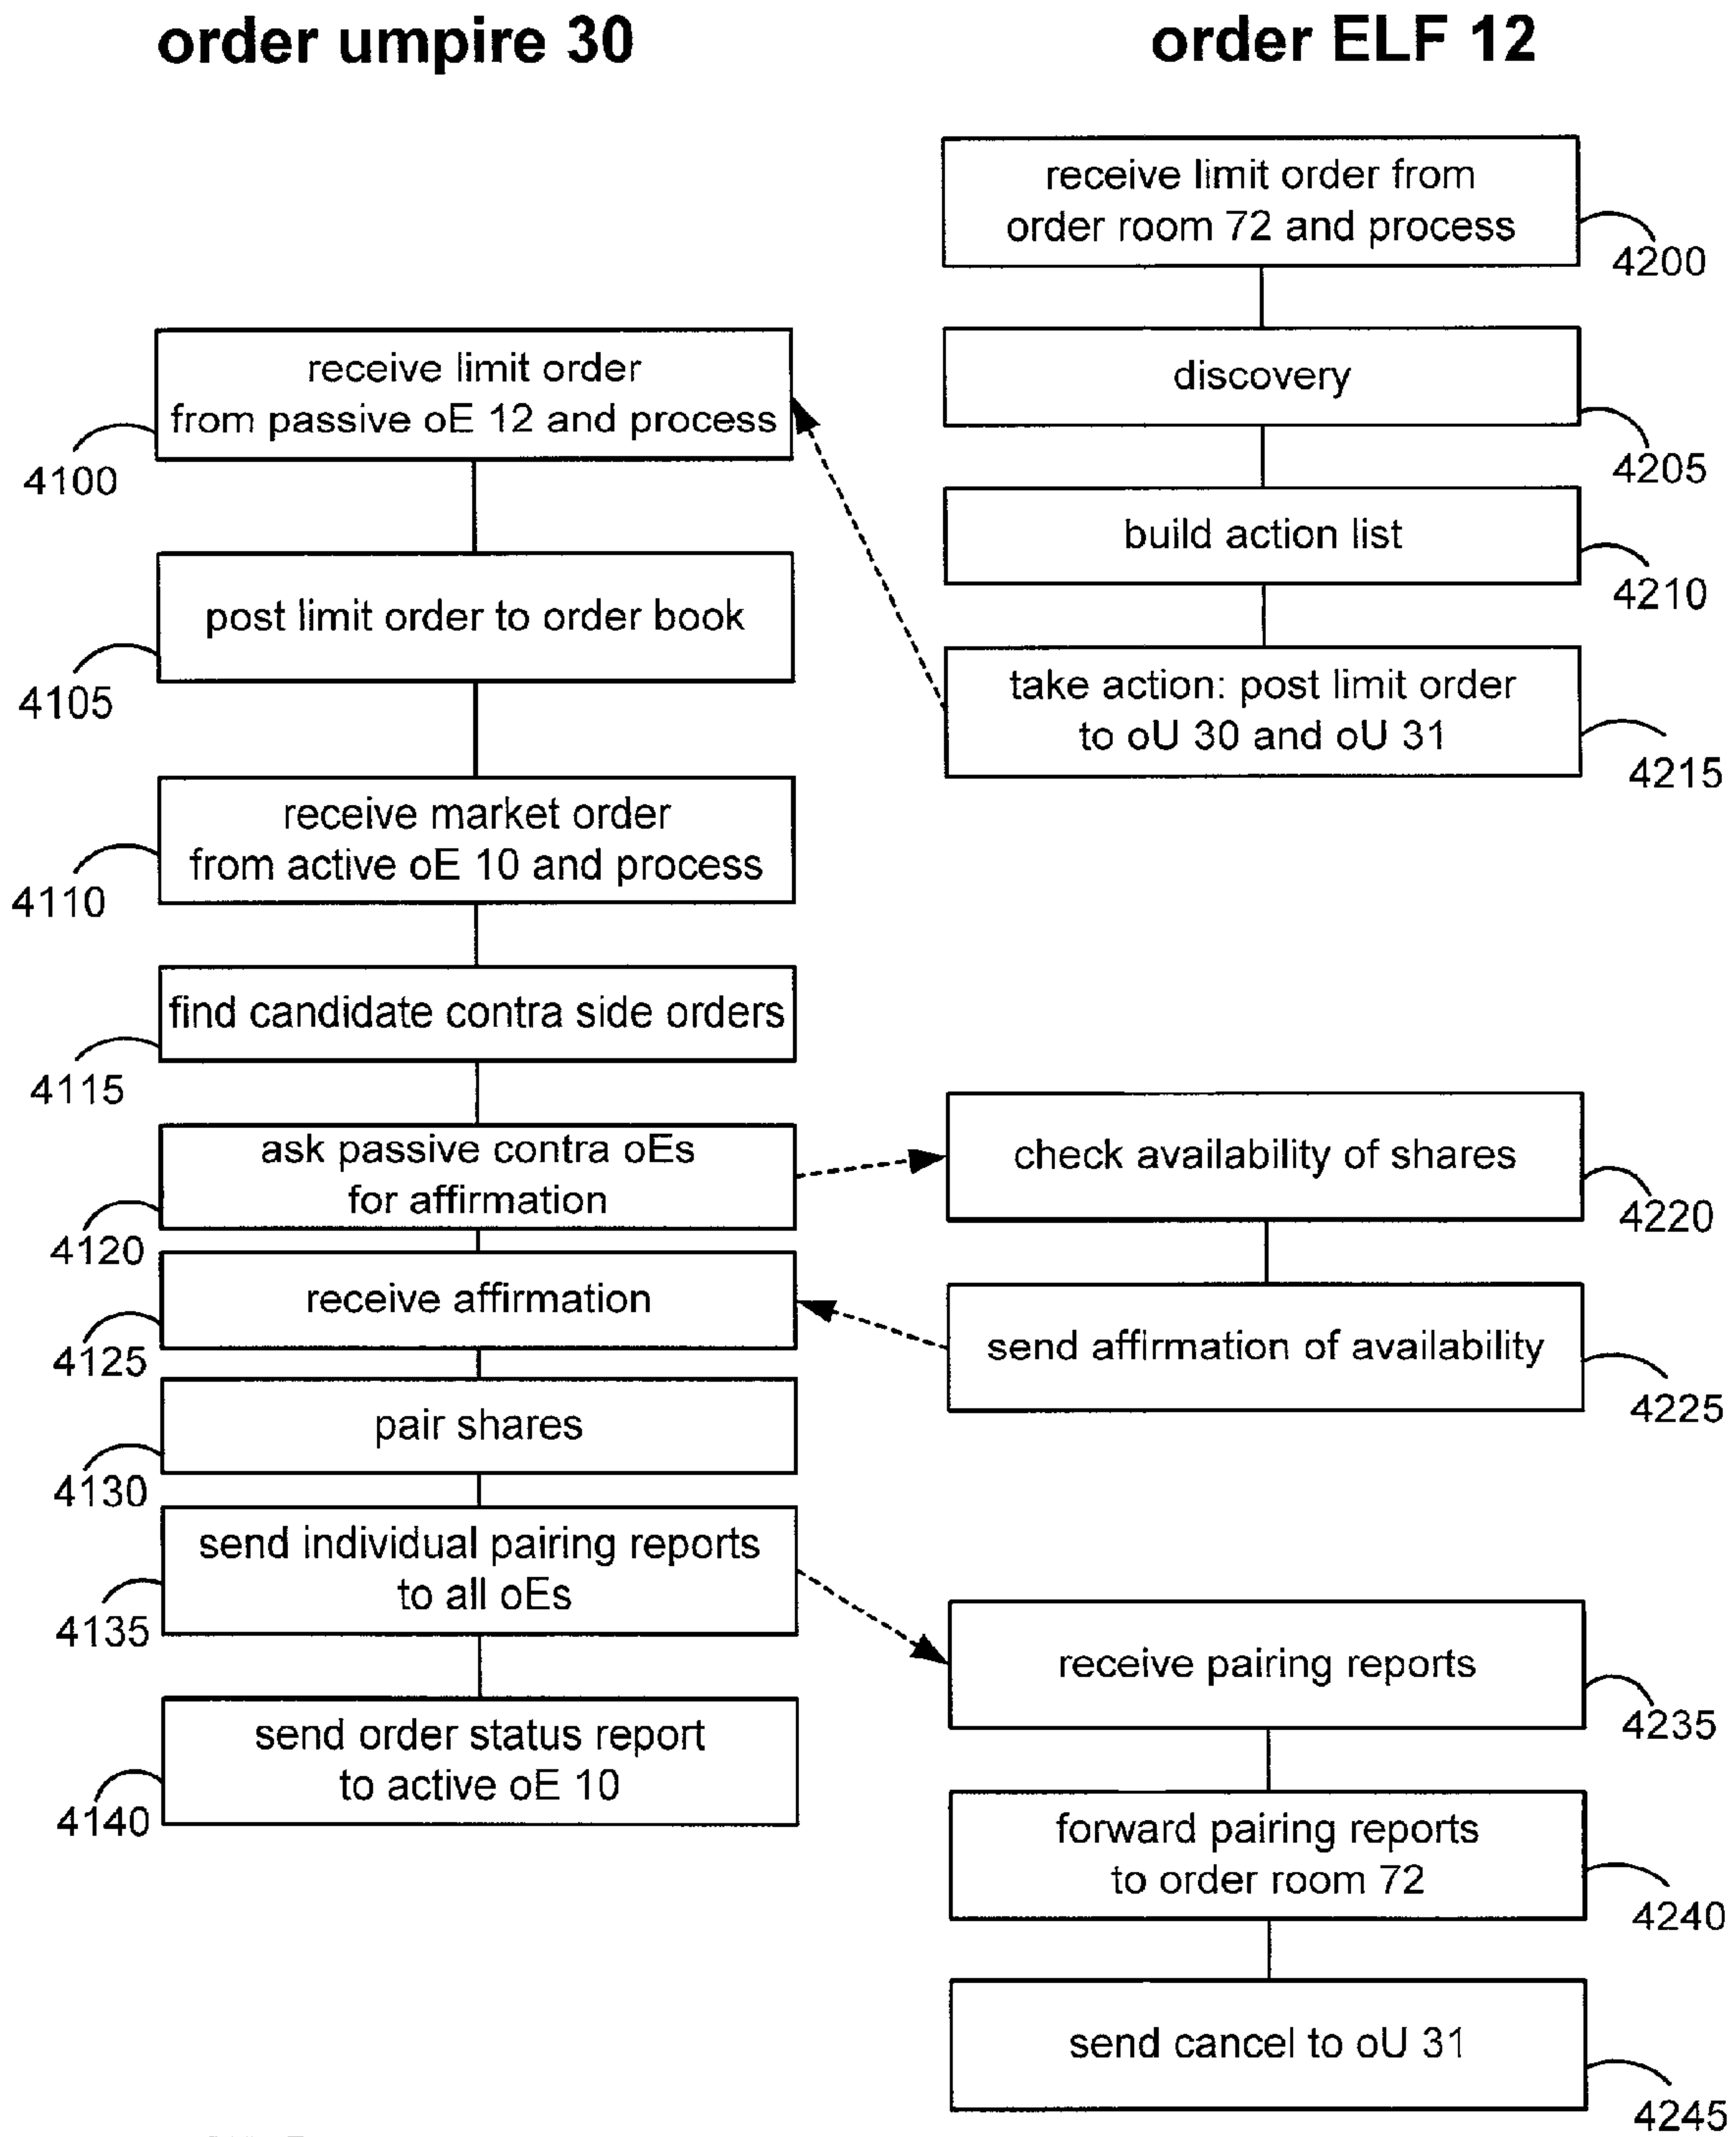 order umpire 30
order ELF 12
receive limit order from
order room 72 and process
4200
receive limit order
from passive oE 12 and process
4100
discovery
4205
build action list
4210
post limit order to order book
4105
take action: post limit order
to oU 30 and oU 31
4215
receive market order
from active oE 10 and process
4110
find candidate contra side orders
4115
ask passive contra oEs
for affirmation
4120
check availability of shares
4220
receive affirmation
4125
send affirmation of availability
4225
pair shares
4130
send individual pairing reports
to all oEs
4135
receive pairing reports
4235
send order status report
to active oE 10
4140
forward pairing reports
to order room 72
4240
send cancel to oU 31
4245